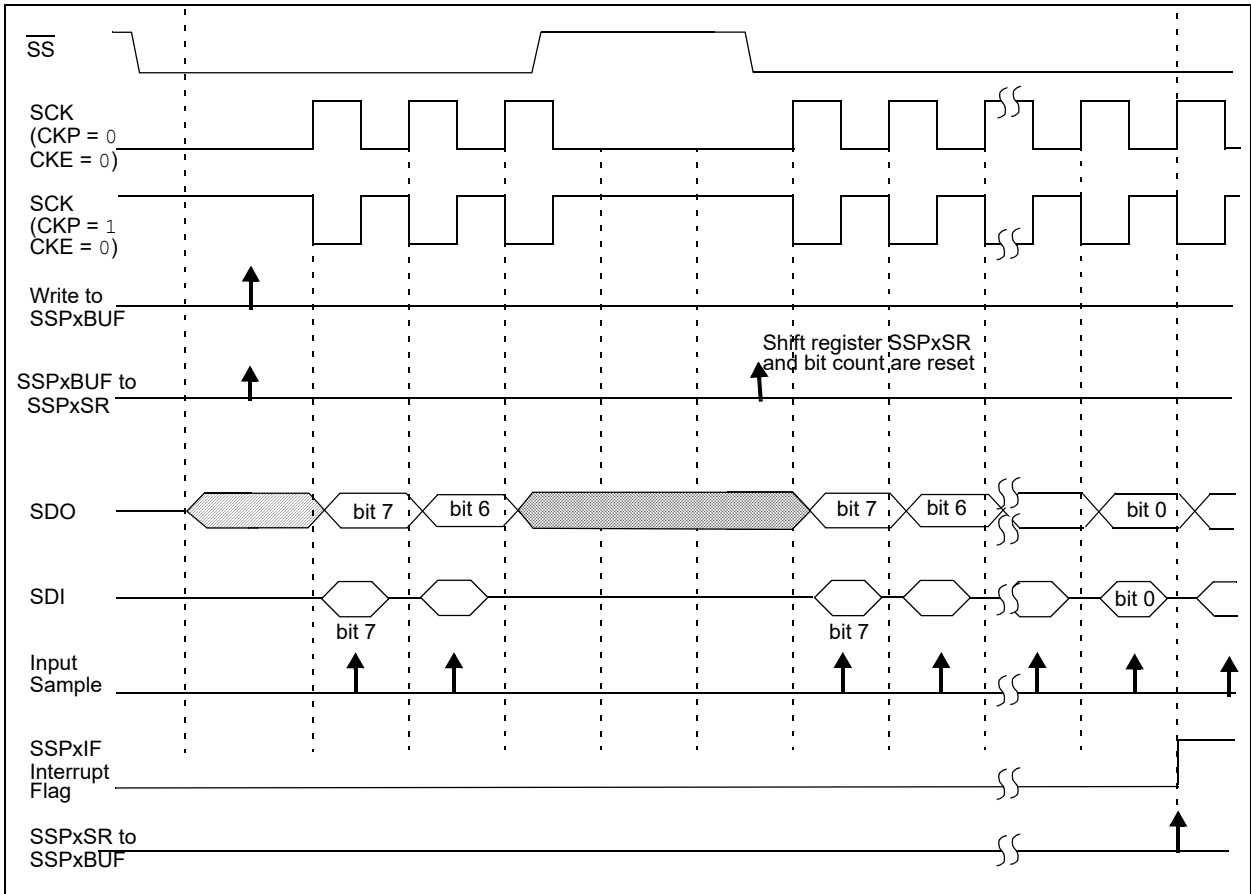 SS
SCK
(CKP = 0
CKE = 0)
SCK
(CKP = 1
CKE = 0)
Write to
SSPxBUF
Shift register SSPxSR
and bit count are reset
SSPxBUF to
SSPxSR
SDO
bit 7
bit 6
bit 7
bit 6
bit 0
SDI
bit 0
bit 7
bit 7
Input
Sample
SSPxIF
Interrupt
Flag
SSPxSR to
SSPxBUF